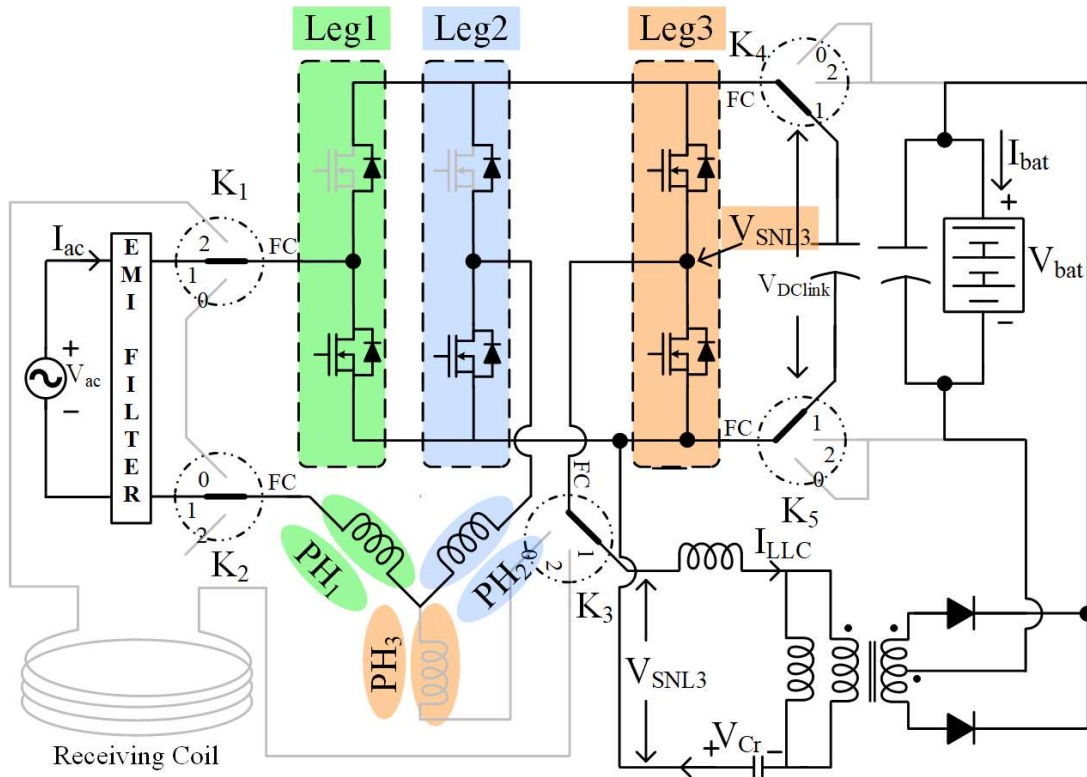 Leg1
Leg2
Leg3
K4
0
2
FC
1
K1
2
1
0
FC
Iac
EMI FILTER
+
Vac
−
VSNL3
VDClink
Ibat
+
Vbat
−
0
1
2
FC
K2
FC
1
2
0
K5
FC
0
2
1
K3
PH1
PH2
PH3
ILLC
VSNL3
+ VCr −
Receiving Coil